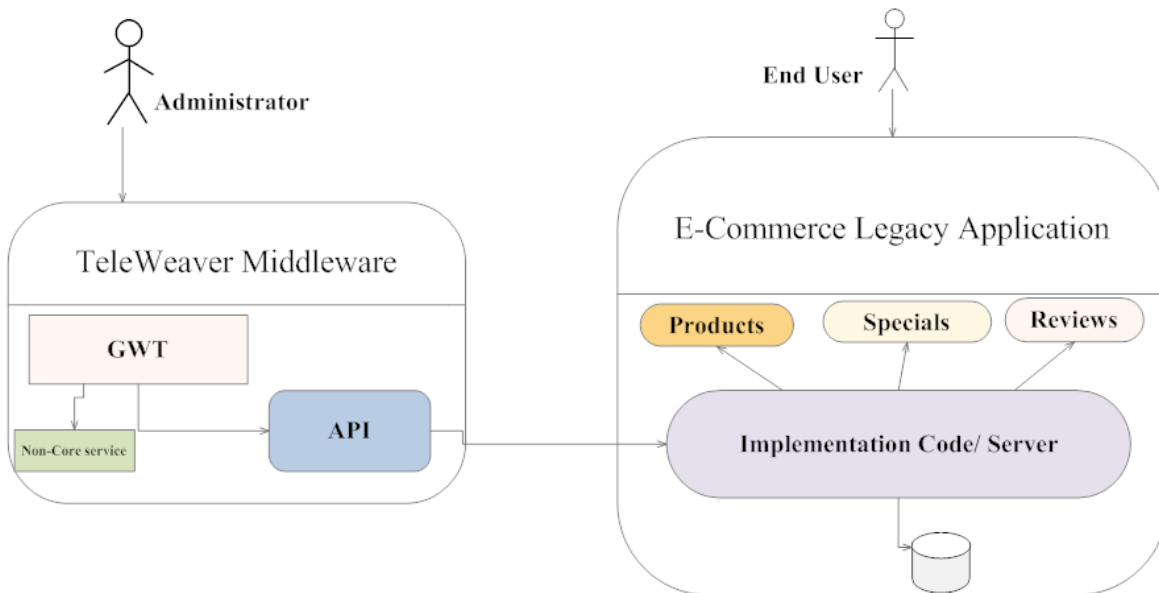 Administrator
End User
TeleWeaver Middleware
GWT
Non-Core service
API
E-Commerce Legacy Application
Products
Specials
Reviews
Implementation Code/ Server